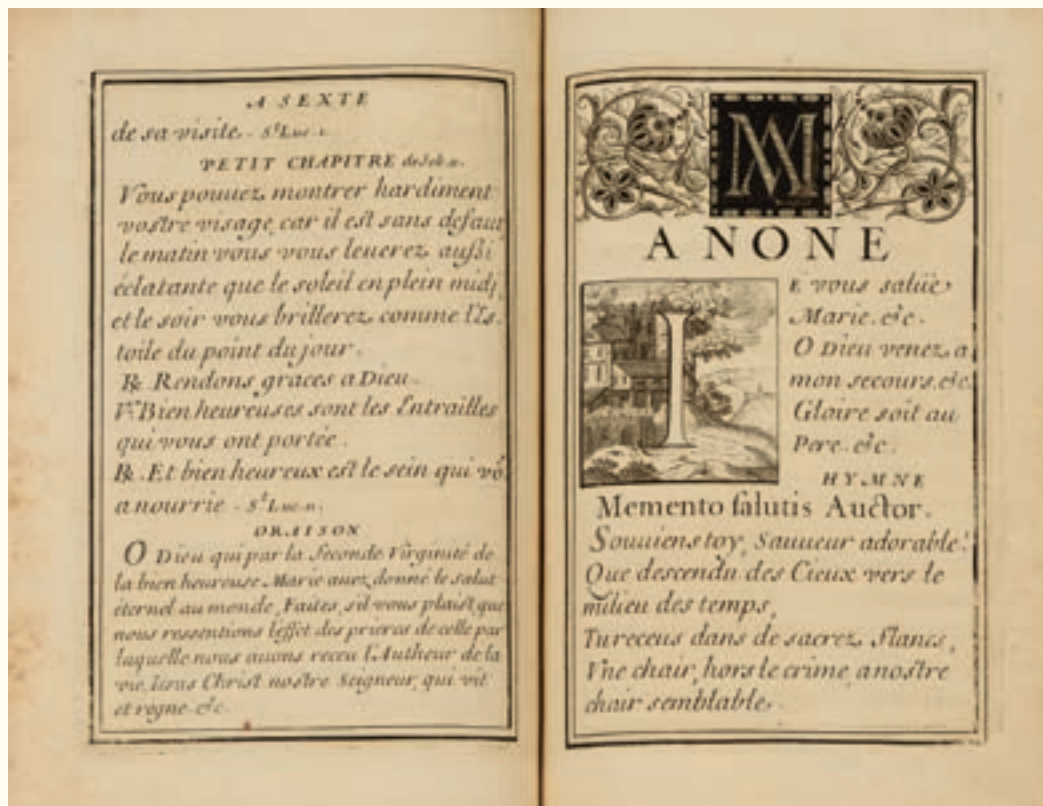 A SEXTE
de sa visite. - St Luc. 1.
PETIT CHAPITRE de Job
Vous pouuez montrer hardiment
vostre visage, car il est sans defaut
le matin vous vous leuerez aussi
éclatante que le soleil en plein midj,
et le soir vous brillerez comme l'Es.
toile du point du jour.
℟. Rendons graces a Dieu.
℣. Bien heureuses sont les Entrailles
qui vous ont portée.
℟. Et bien heureux est le sein qui vo⁹
a nourrie - St Luc. 11.
ORAISON
O Dieu qui par la Seconde Virginité de
la bien heureuse Marie auez donné le salut
éternel au monde, Faites, s'il vous plaist, que
nous ressentions l'effet des prieres de celle par
laquelle nous auons receu l'Autheur de la
vie, Iesus Christ nostre Seigneur, qui vit
et regne. &c.
MA
A NONE
I
E vous salüe
Marie. &c.
O Dieu venez a
mon secours. &c.
Gloire soit au
Pere. &c.
HYMNE
Memento salutis Auctor.
Souuiens toy, Sauueur adorable!
Que descendu des Cieux vers le
milieu des temps,
Tu receus dans de sacrez Flancs,
Vne chair, hors le crime, a nostre
chair semblable.